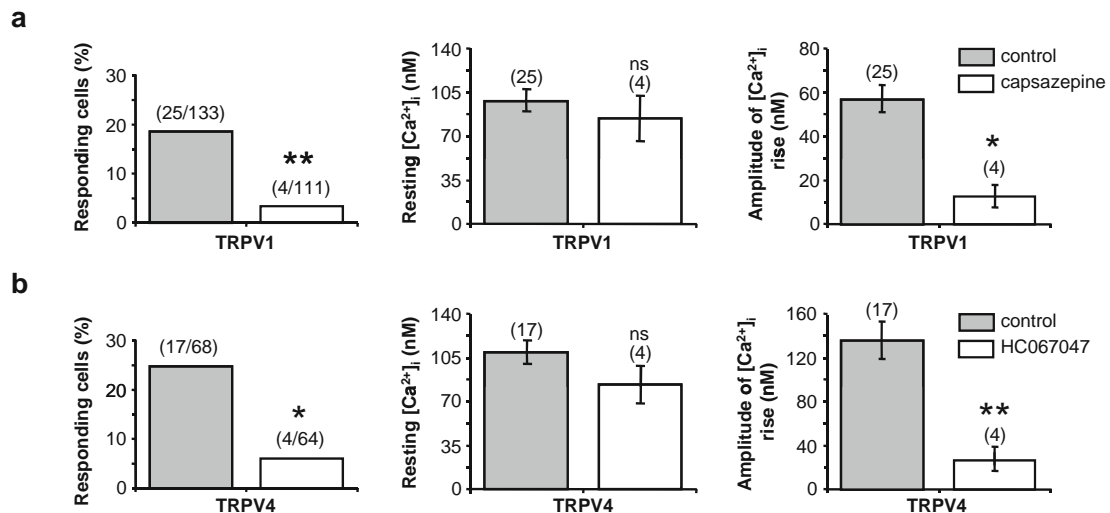 a
Responding cells (%)
30
20
10
0
(25/133)
**
(4/111)
TRPV1
Resting [Ca²⁺]ᵢ (nM)
140
105
70
35
0
(25)
ns
(4)
TRPV1
Amplitude of [Ca²⁺]ᵢ
rise (nM)
80
60
40
20
0
(25)
*
(4)
TRPV1
control
capsazepine
b
Responding cells (%)
30
20
10
0
(17/68)
*
(4/64)
TRPV4
Resting [Ca²⁺]ᵢ (nM)
140
105
70
35
0
(17)
ns
(4)
TRPV4
Amplitude of [Ca²⁺]ᵢ
rise (nM)
160
120
80
40
0
(17)
**
(4)
TRPV4
control
HC067047